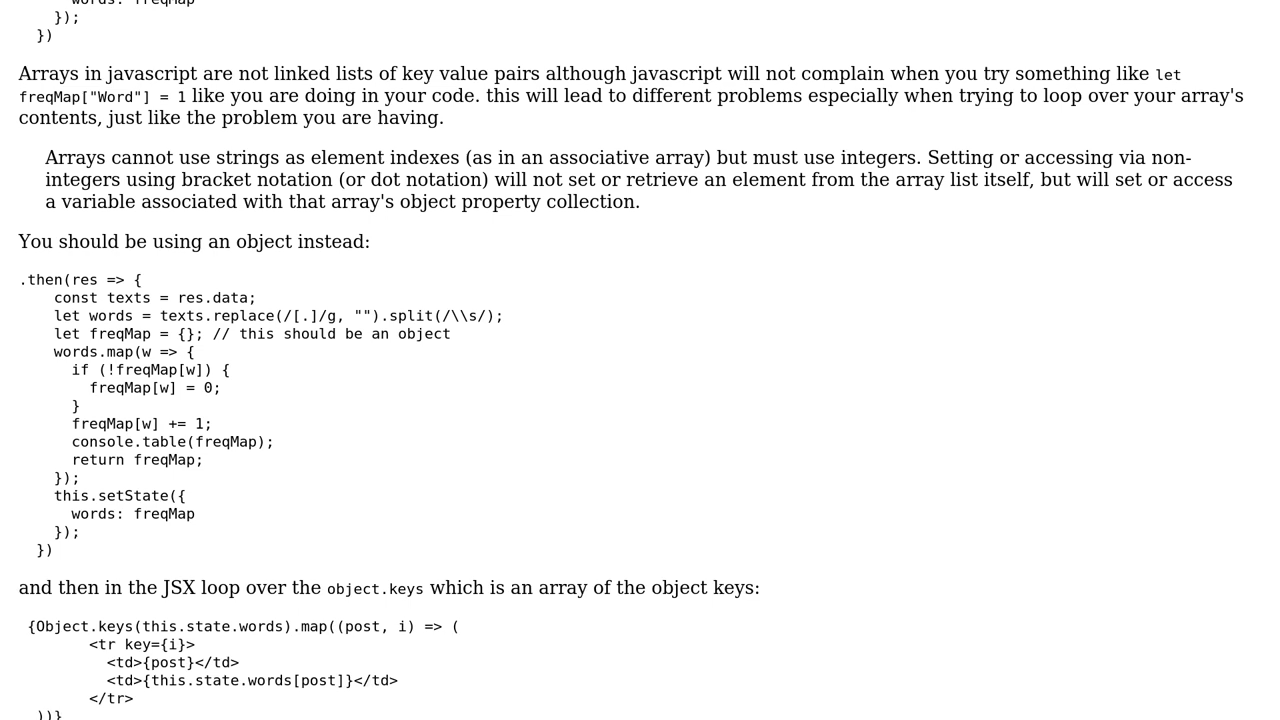 words: freqMap
    });
  })
Arrays in javascript are not linked lists of key value pairs although javascript will not complain when you try something like let
freqMap["Word"] = 1 like you are doing in your code. this will lead to different problems especially when trying to loop over your array's
contents, just like the problem you are having.
Arrays cannot use strings as element indexes (as in an associative array) but must use integers. Setting or accessing via non-
integers using bracket notation (or dot notation) will not set or retrieve an element from the array list itself, but will set or access
a variable associated with that array's object property collection.
You should be using an object instead:
.then(res => {
    const texts = res.data;
    let words = texts.replace(/[.]/g, "").split(/\\s/);
    let freqMap = {}; // this should be an object
    words.map(w => {
      if (!freqMap[w]) {
        freqMap[w] = 0;
      }
      freqMap[w] += 1;
      console.table(freqMap);
      return freqMap;
    });
    this.setState({
      words: freqMap
    });
  })
and then in the JSX loop over the object.keys which is an array of the object keys:
 {Object.keys(this.state.words).map((post, i) => (
        <tr key={i}>
          <td>{post}</td>
          <td>{this.state.words[post]}</td>
        </tr>
  ))}